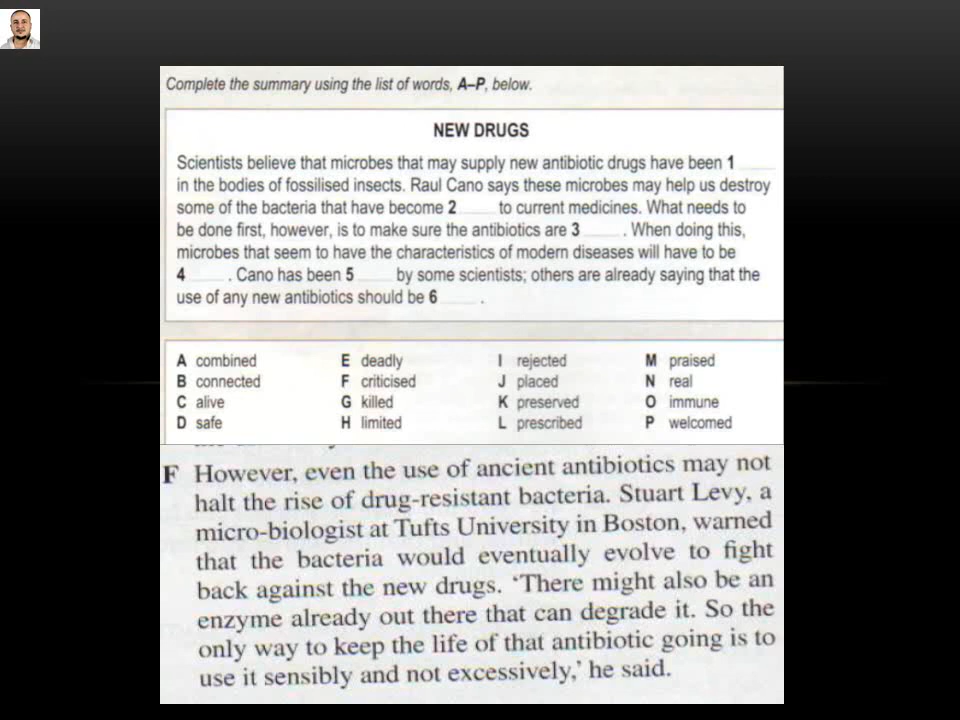 Complete the summary using the list of words, A–P, below.
NEW DRUGS
Scientists believe that microbes that may supply new antibiotic drugs have been 1
in the bodies of fossilised insects. Raul Cano says these microbes may help us destroy
some of the bacteria that have become 2 to current medicines. What needs to
be done first, however, is to make sure the antibiotics are 3 . When doing this,
microbes that seem to have the characteristics of modern diseases will have to be
4 . Cano has been 5 by some scientists; others are already saying that the
use of any new antibiotics should be 6 .
A combined E deadly I rejected M praised
B connected F criticised J placed N real
C alive G killed K preserved O immune
D safe H limited L prescribed P welcomed
F However, even the use of ancient antibiotics may not
halt the rise of drug-resistant bacteria. Stuart Levy, a
micro-biologist at Tufts University in Boston, warned
that the bacteria would eventually evolve to fight
back against the new drugs. ‘There might also be an
enzyme already out there that can degrade it. So the
only way to keep the life of that antibiotic going is to
use it sensibly and not excessively,’ he said.